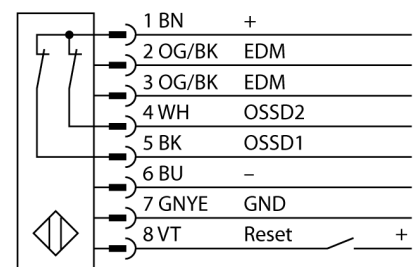 1 BN +
2 OG/BK EDM
3 OG/BK EDM
4 WH OSSD2
5 BK OSSD1
6 BU –
7 GNYE GND
8 VT Reset +